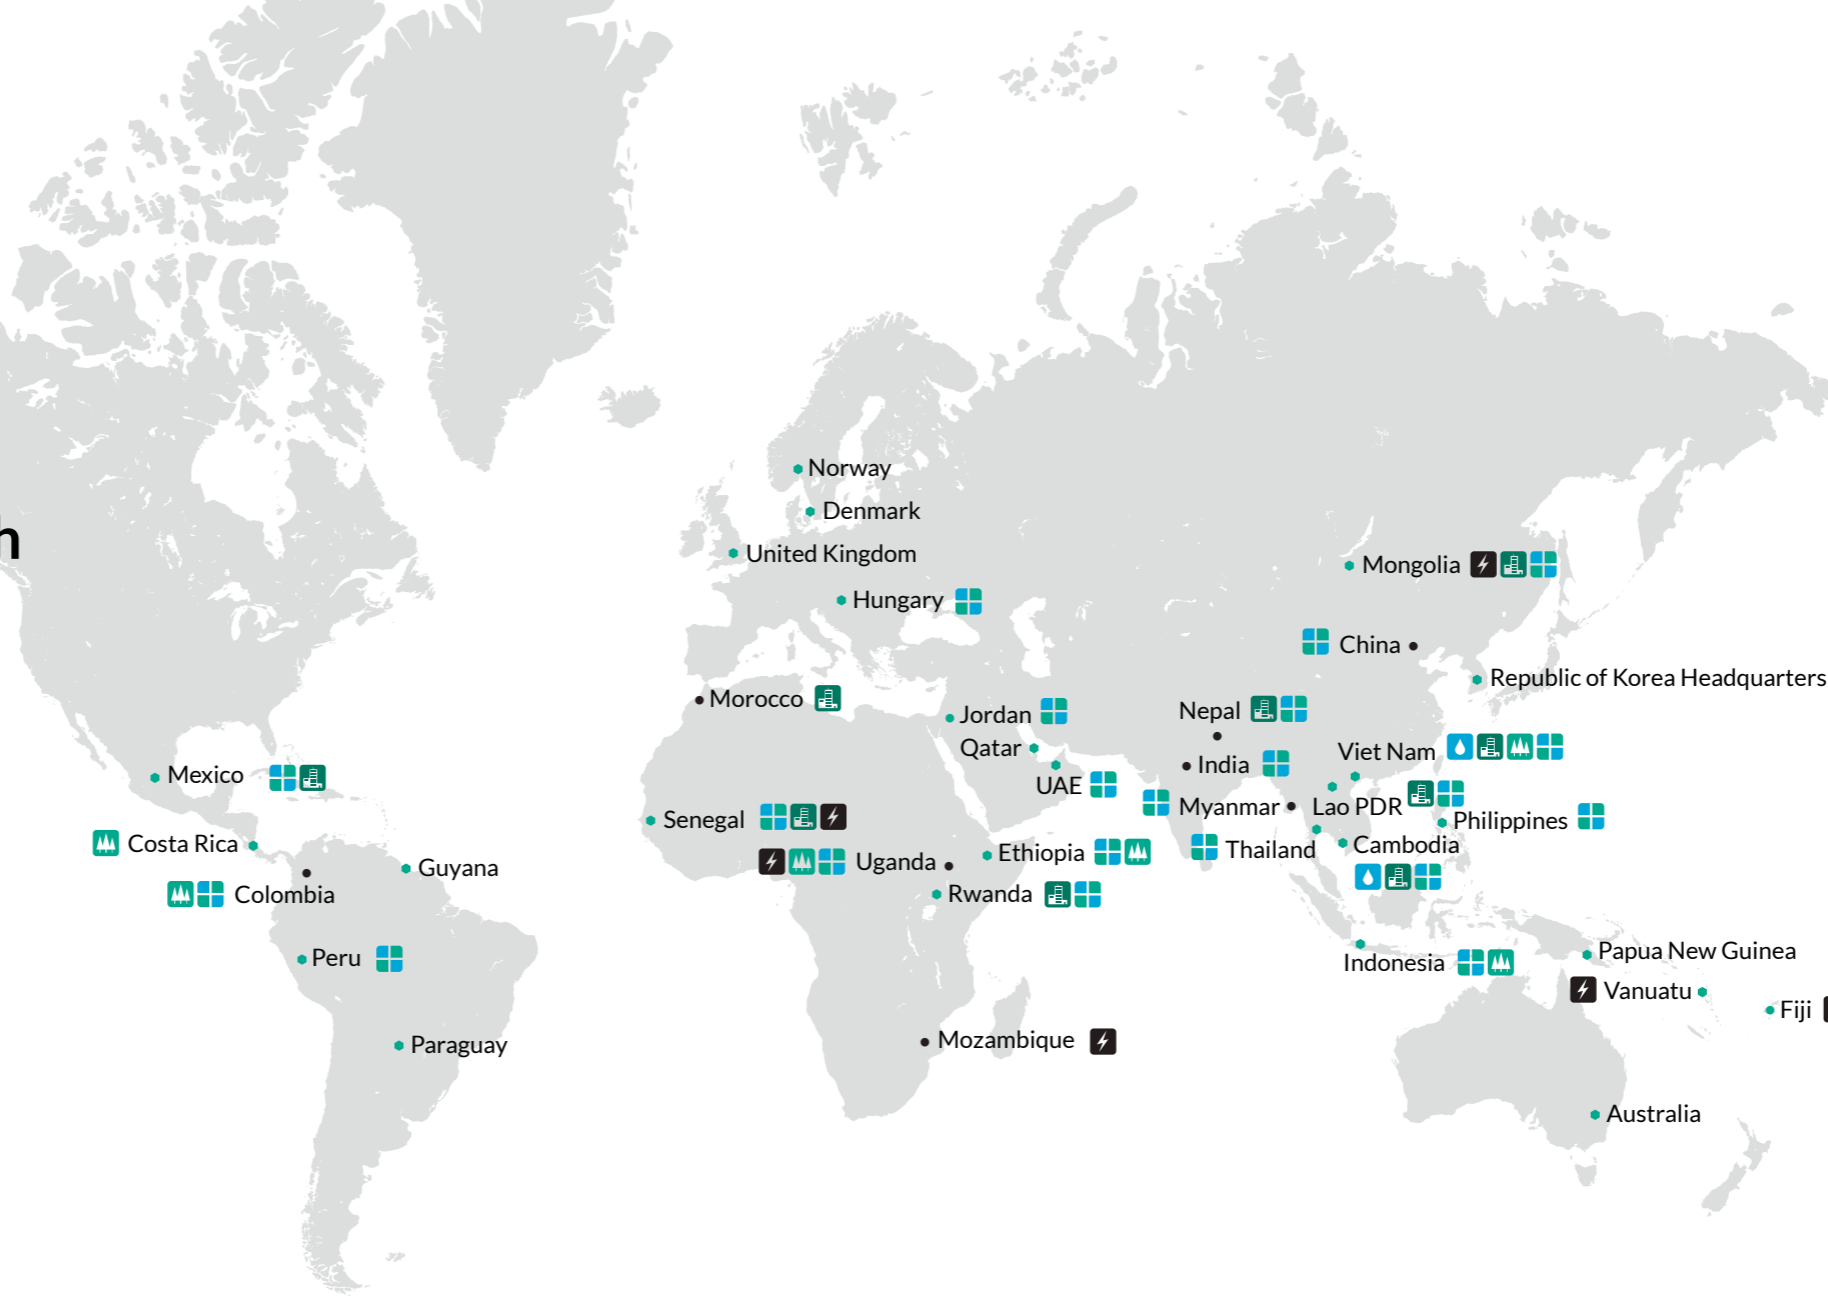 h
Norway
Denmark
United Kingdom
Hungary
Mongolia
China
Republic of Korea Headquarters
Morocco
Jordan
Nepal
Qatar
Viet Nam
India
Mexico
UAE
Myanmar
Lao PDR
Senegal
Philippines
Costa Rica
Cambodia
Thailand
Ethiopia
Uganda
Guyana
Colombia
Rwanda
Peru
Papua New Guinea
Indonesia
Vanuatu
Fiji
Mozambique
Paraguay
Australia